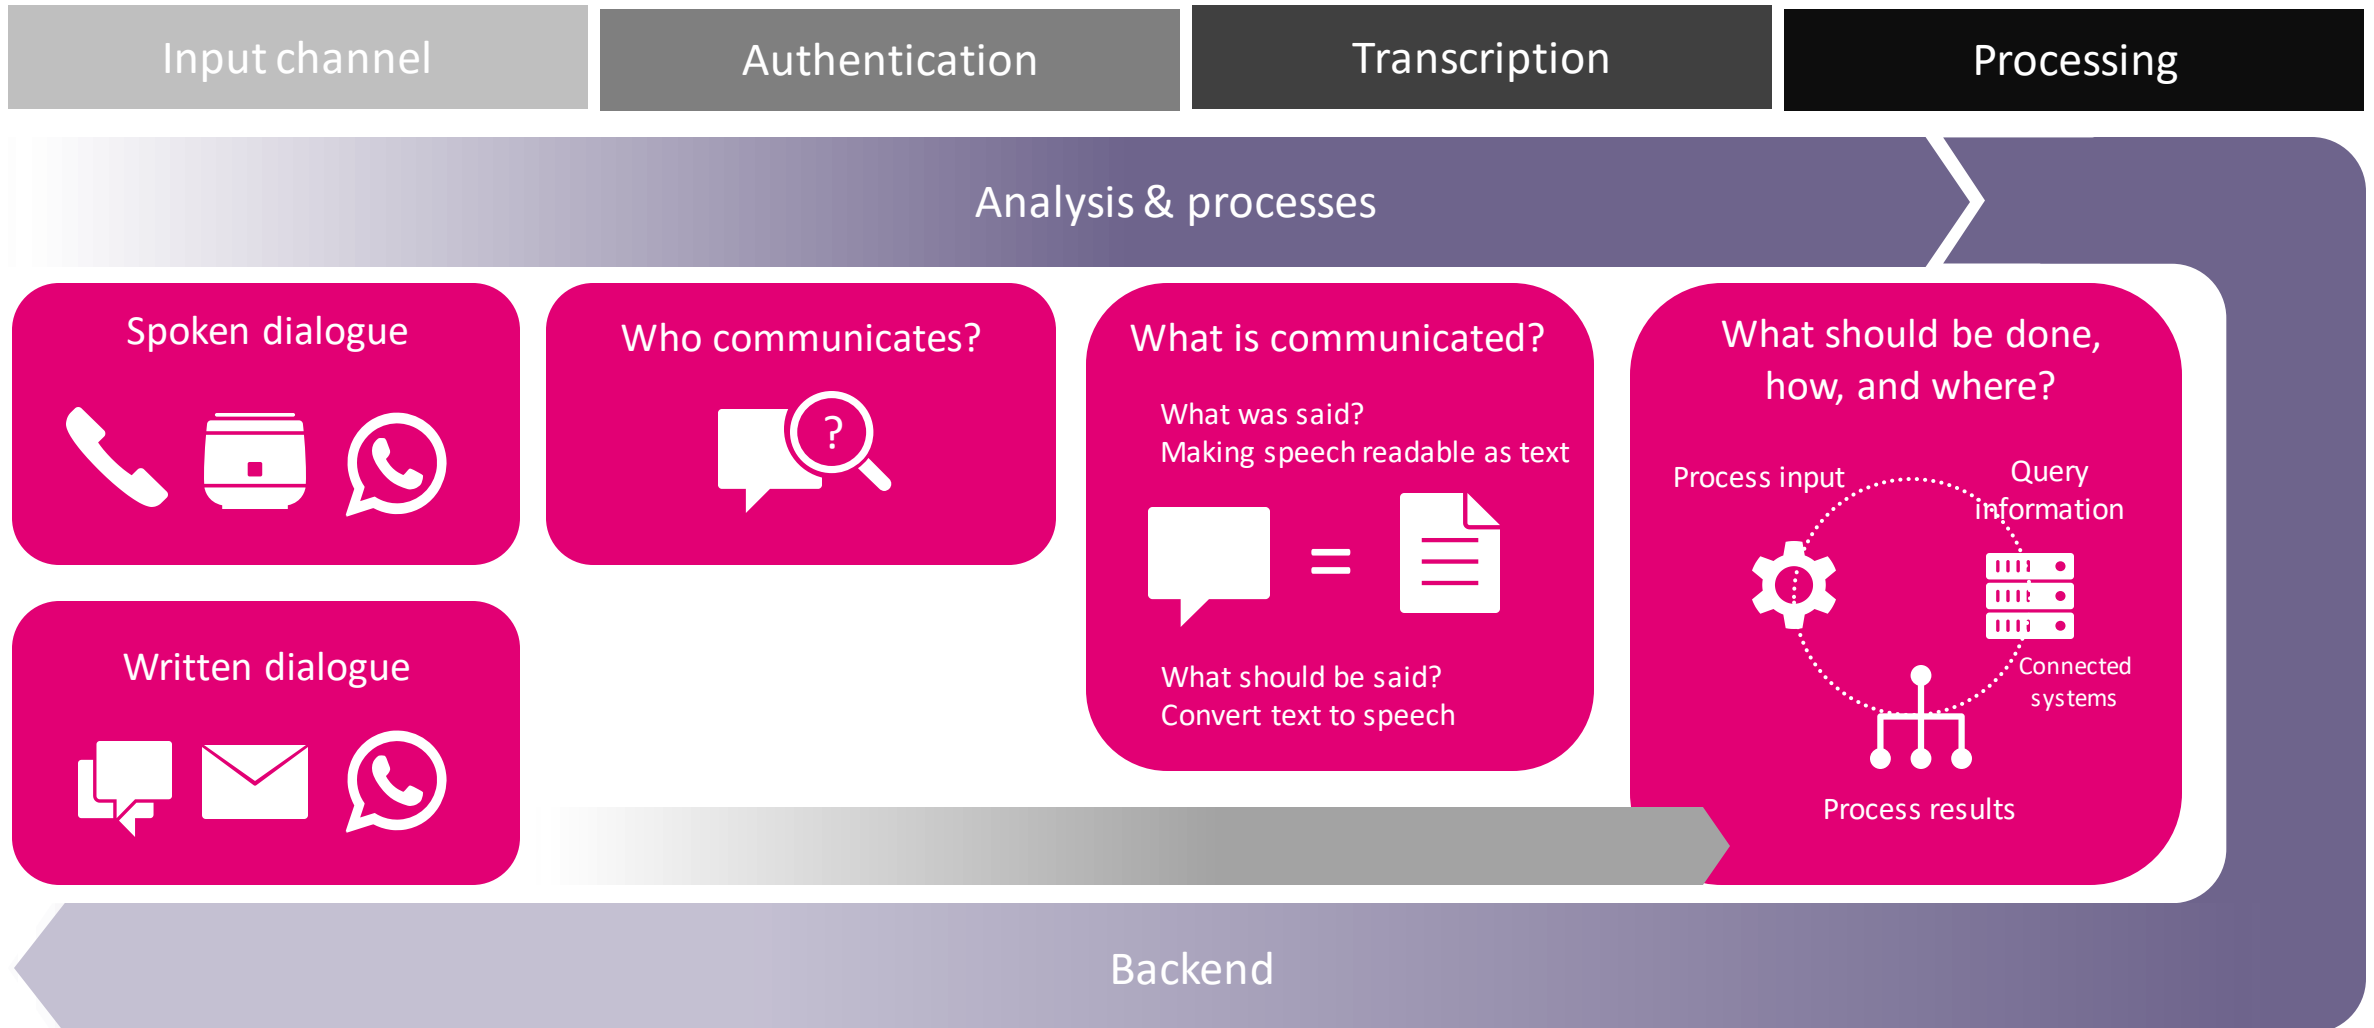 Input channel
Authentication
Transcription
Processing
Analysis & processes
Spoken dialogue
Who communicates?
?
What is communicated?
What was said?
Making speech readable as text
=
What should be said?
Convert text to speech
What should be done,
how, and where?
Process input
Query
information
Connected
systems
Process results
Written dialogue
Backend